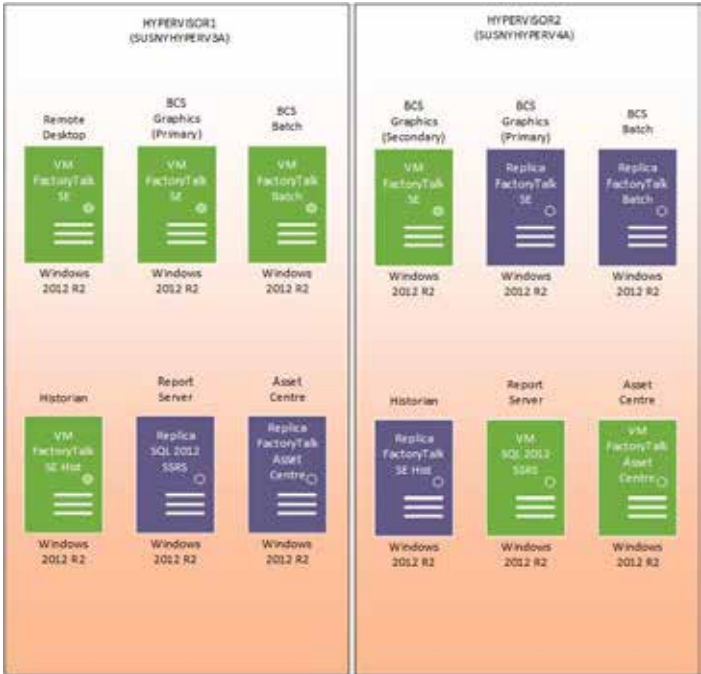 HYPERVISOR1
(SUSNYHYPERV3A)
Remote
Desktop
BCS
Graphics
(Primary)
BCS
Batch
VM
FactoryTalk
SE
VM
FactoryTalk
SE
VM
FactoryTalk
Batch
Windows
2012 R2
Windows
2012 R2
Windows
2012 R2
Historian
Report
Server
Asset
Centre
VM
FactoryTalk
SE Hist
Replica
SQL 2012
SSRS
Replica
FactoryTalk
Asset
Centre
Windows
2012 R2
Windows
2012 R2
Windows
2012 R2
HYPERVISOR2
(SUSNYHYPERV4A)
BCS
Graphics
(Secondary)
BCS
Graphics
(Primary)
BCS
Batch
VM
FactoryTalk
SE
Replica
FactoryTalk
SE
Replica
FactoryTalk
Batch
Windows
2012 R2
Windows
2012 R2
Windows
2012 R2
Historian
Report
Server
Asset
Centre
Replica
FactoryTalk
SE Hist
VM
SQL 2012
SSRS
VM
FactoryTalk
Asset
Centre
Windows
2012 R2
Windows
2012 R2
Windows
2012 R2